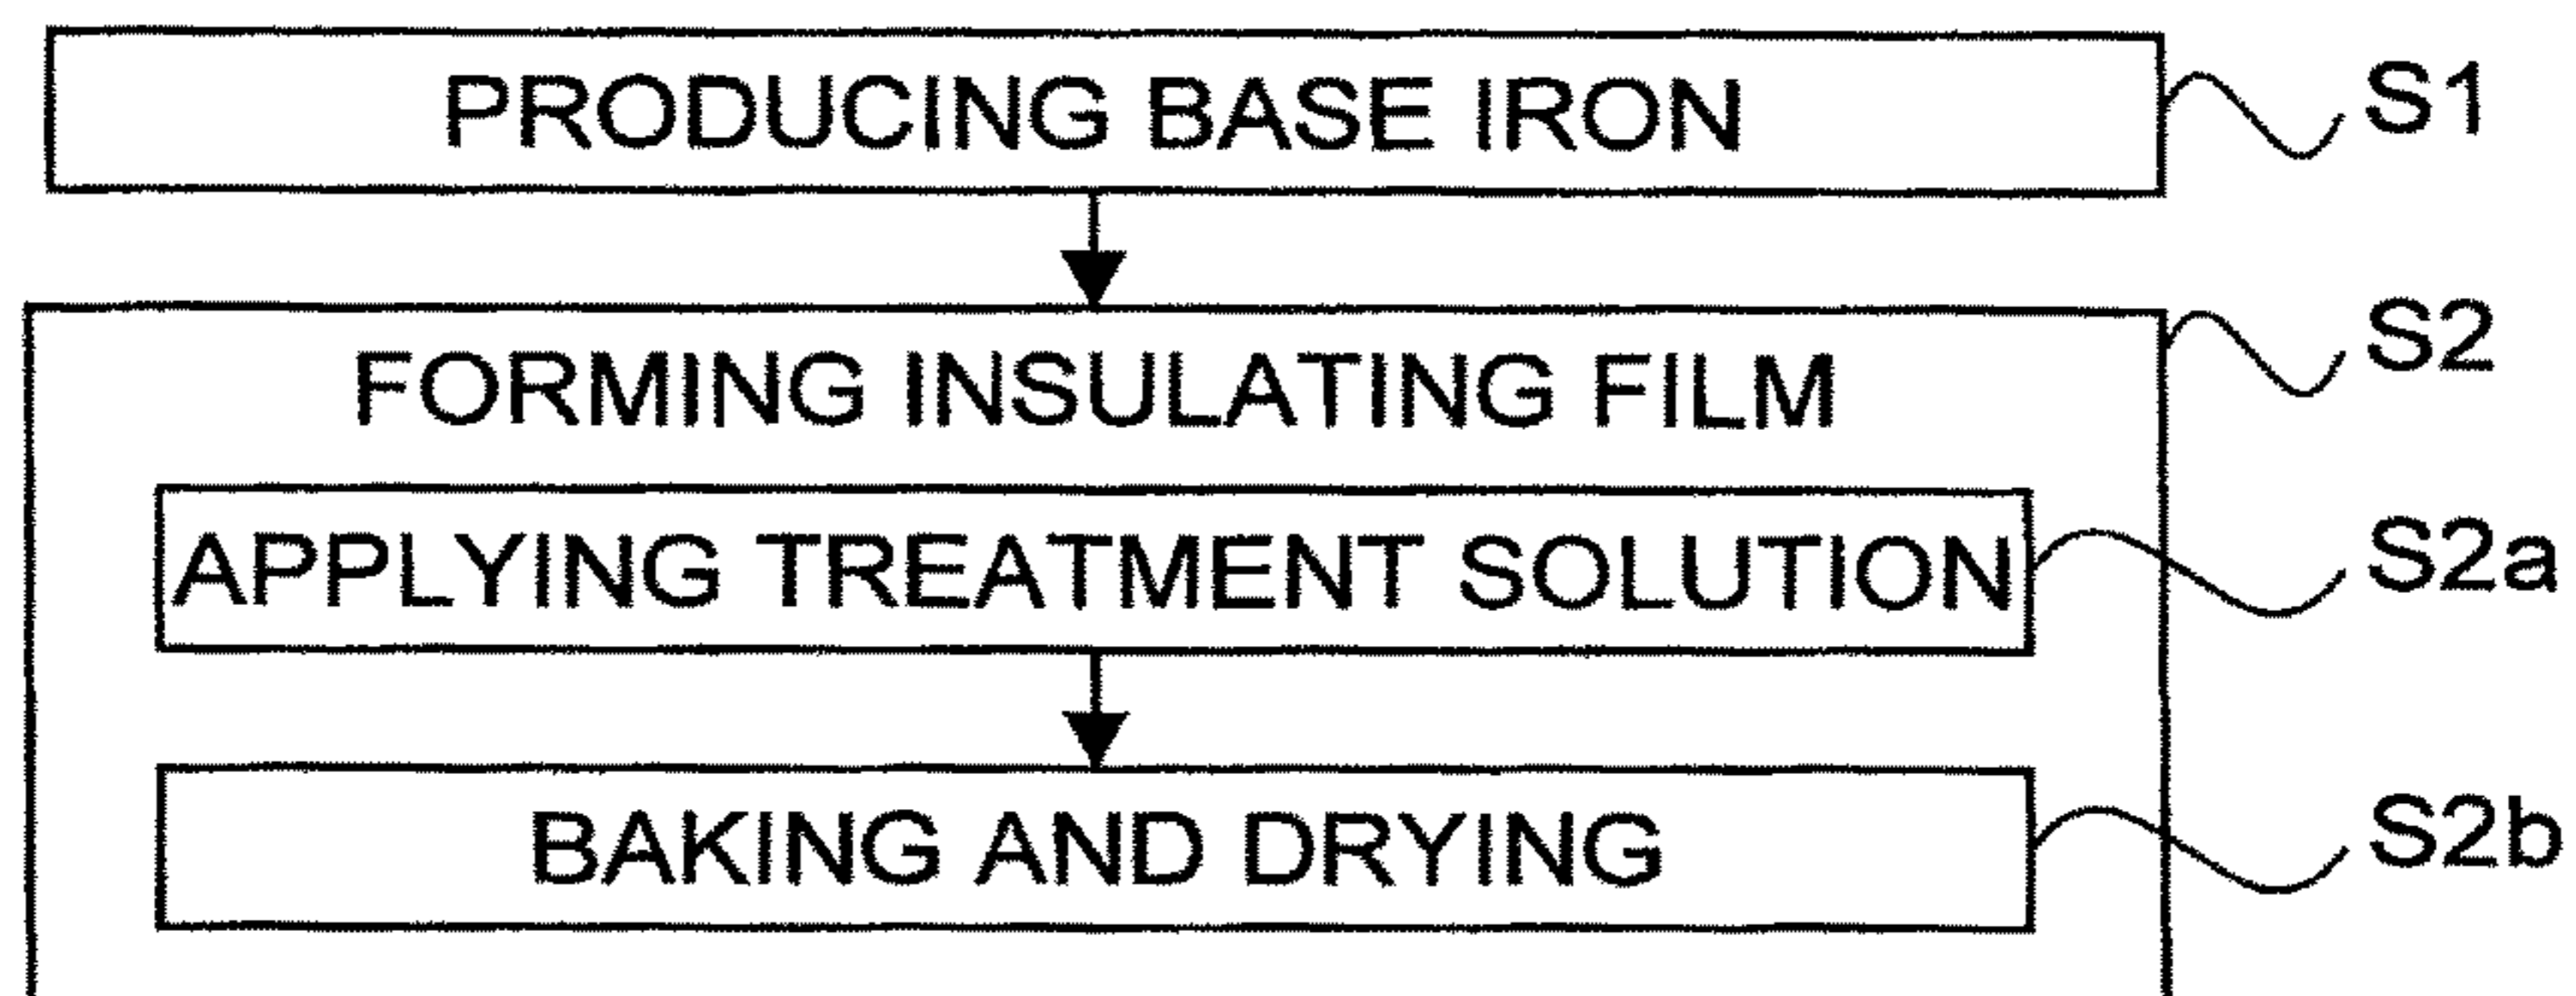 PRODUCING BASE IRON S1
FORMING INSULATING FILM S2
APPLYING TREATMENT SOLUTION S2a
BAKING AND DRYING S2b